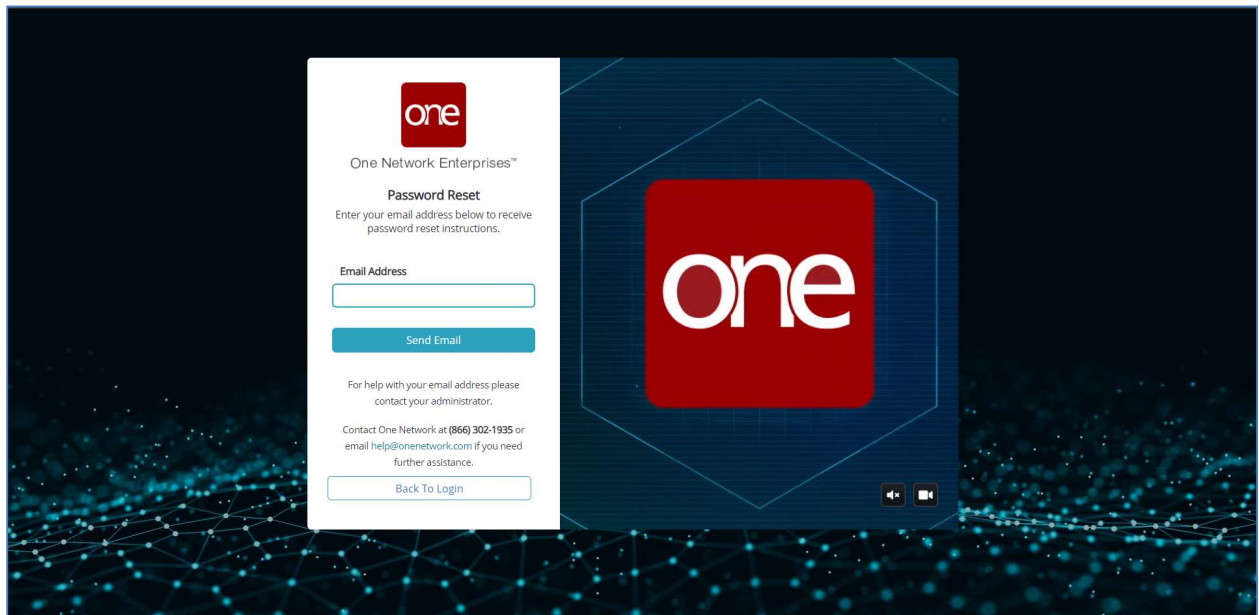 one
One Network Enterprises™
Password Reset
Enter your email address below to receive
password reset instructions.
Email Address
Send Email
For help with your email address please
contact your administrator.
Contact One Network at (866) 302-1935 or
email help@onenetwork.com if you need
further assistance.
Back To Login
one